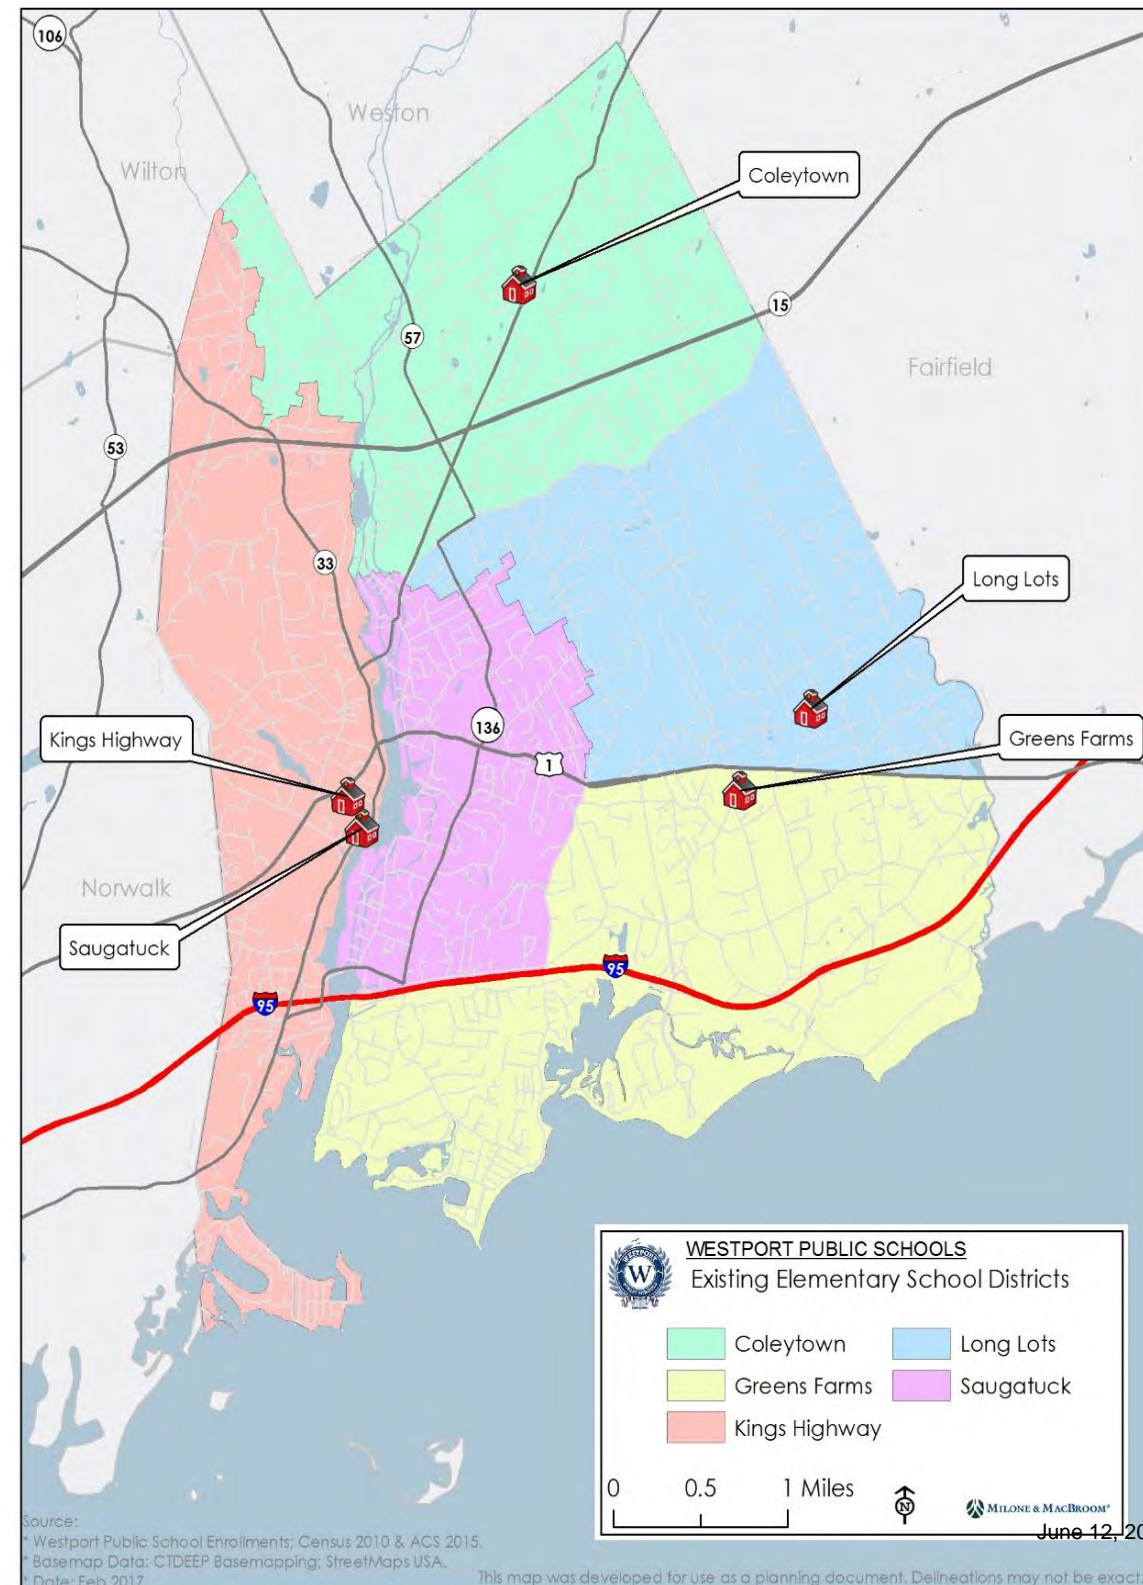 106
Weston
Wilton
Coleytown
15
57
Fairfield
53
33
Long Lots
Kings Highway
136
1
Greens Farms
Norwalk
Saugatuck
95
95
WESTPORT PUBLIC SCHOOLS
Existing Elementary School Districts
WESTPORT
W
Coleytown
Long Lots
Greens Farms
Saugatuck
Kings Highway
0 0.5 1 Miles
N
MILONE & MACBROOM
June 12, 20
Source:
* Westport Public School Enrollments; Census 2010 & ACS 2015.
* Basemap Data: CTDEEP Basemapping; StreetMaps USA.
* Date: Feb 2017
This map was developed for use as a planning document. Delineations may not be exact